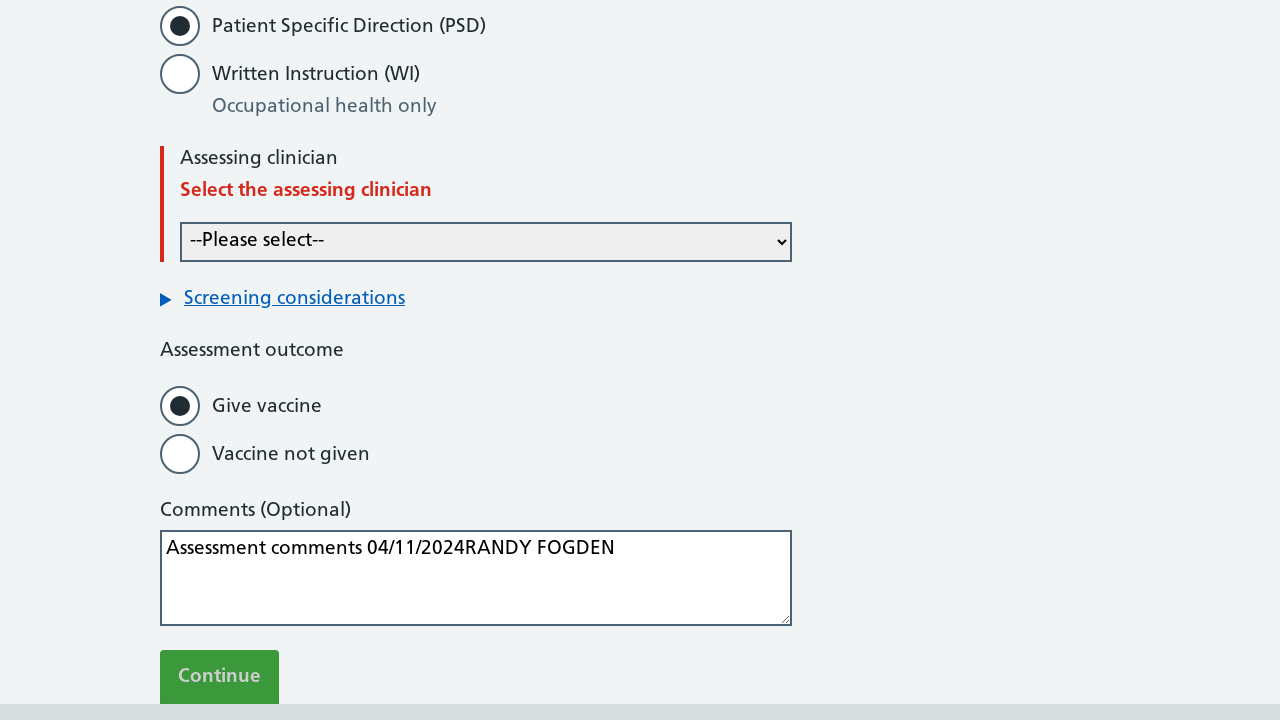 Patient Specific Direction (PSD)
Written Instruction (WI)
Occupational health only
Assessing clinician
Select the assessing clinician
--Please select--
Screening considerations
Assessment outcome
Give vaccine
Vaccine not given
Comments (Optional)
Assessment comments 04/11/2024RANDY FOGDEN
Continue